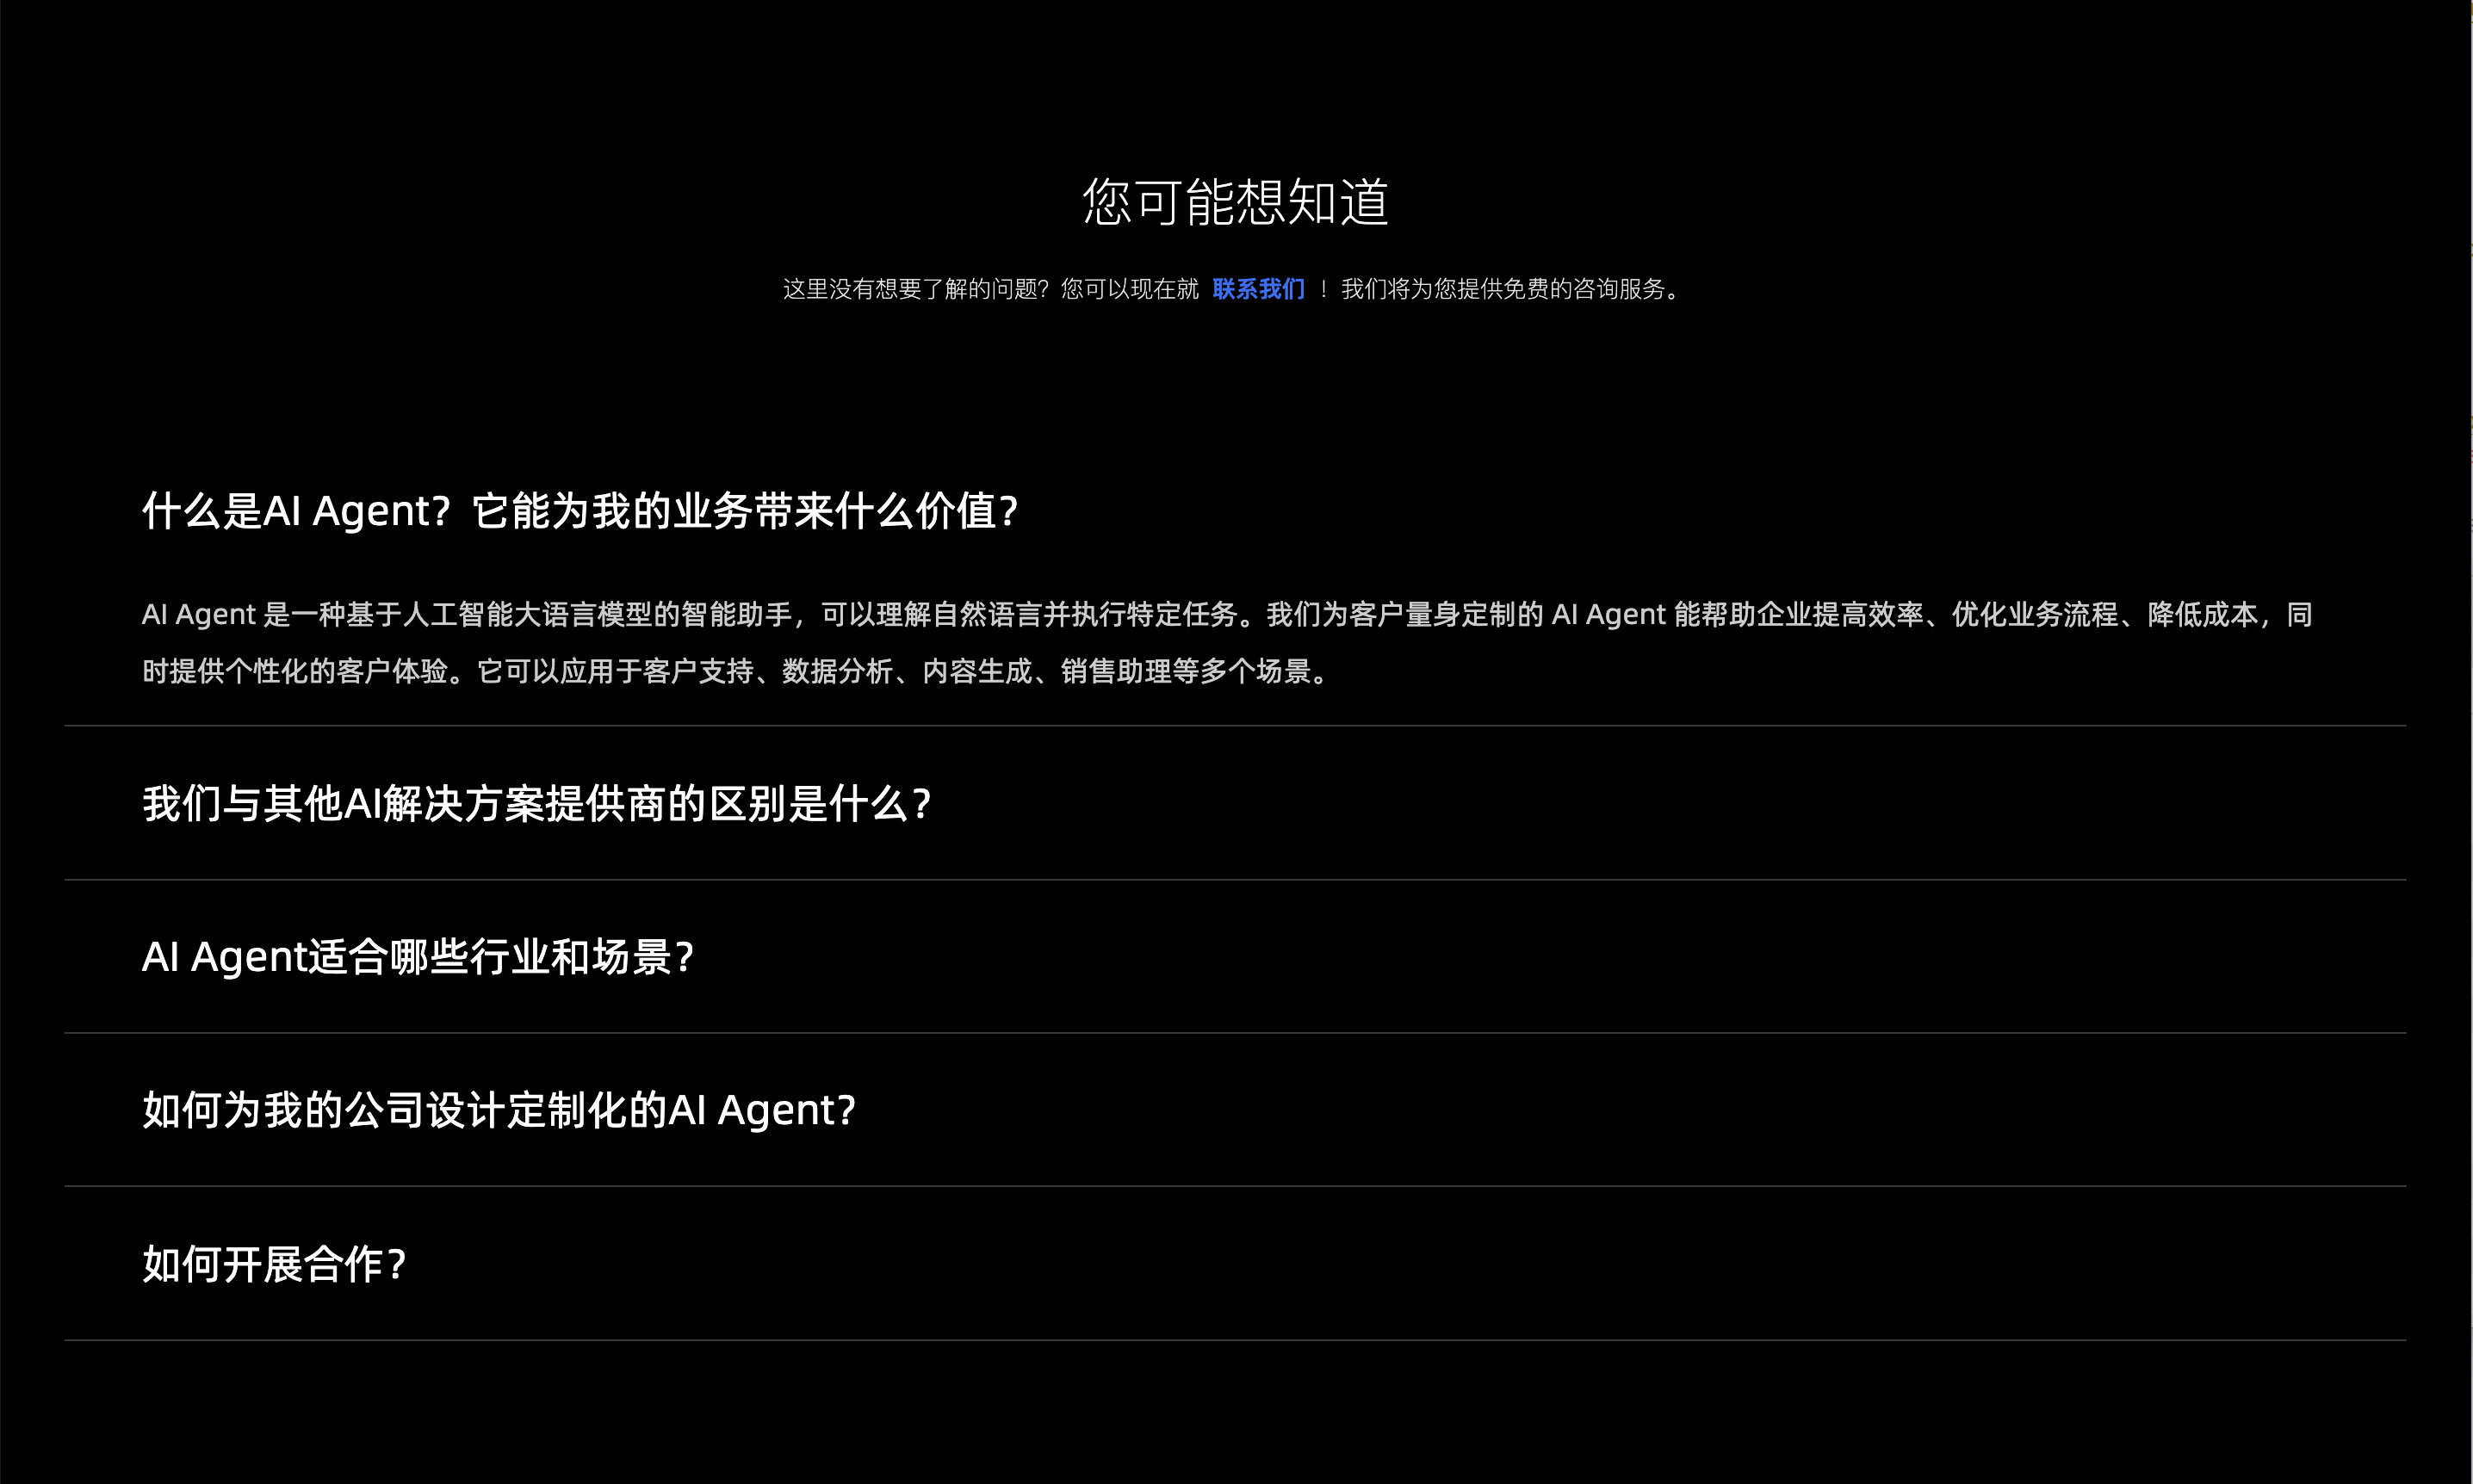 您可能想知道
这里没有想要了解的问题？您可以现在就 联系我们 ！我们将为您提供免费的咨询服务。
什么是AI Agent？它能为我的业务带来什么价值？
AI Agent 是一种基于人工智能大语言模型的智能助手，可以理解自然语言并执行特定任务。我们为客户量身定制的 AI Agent 能帮助企业提高效率、优化业务流程、降低成本，同
时提供个性化的客户体验。它可以应用于客户支持、数据分析、内容生成、销售助理等多个场景。
我们与其他AI解决方案提供商的区别是什么？
AI Agent适合哪些行业和场景？
如何为我的公司设计定制化的AI Agent？
如何开展合作？